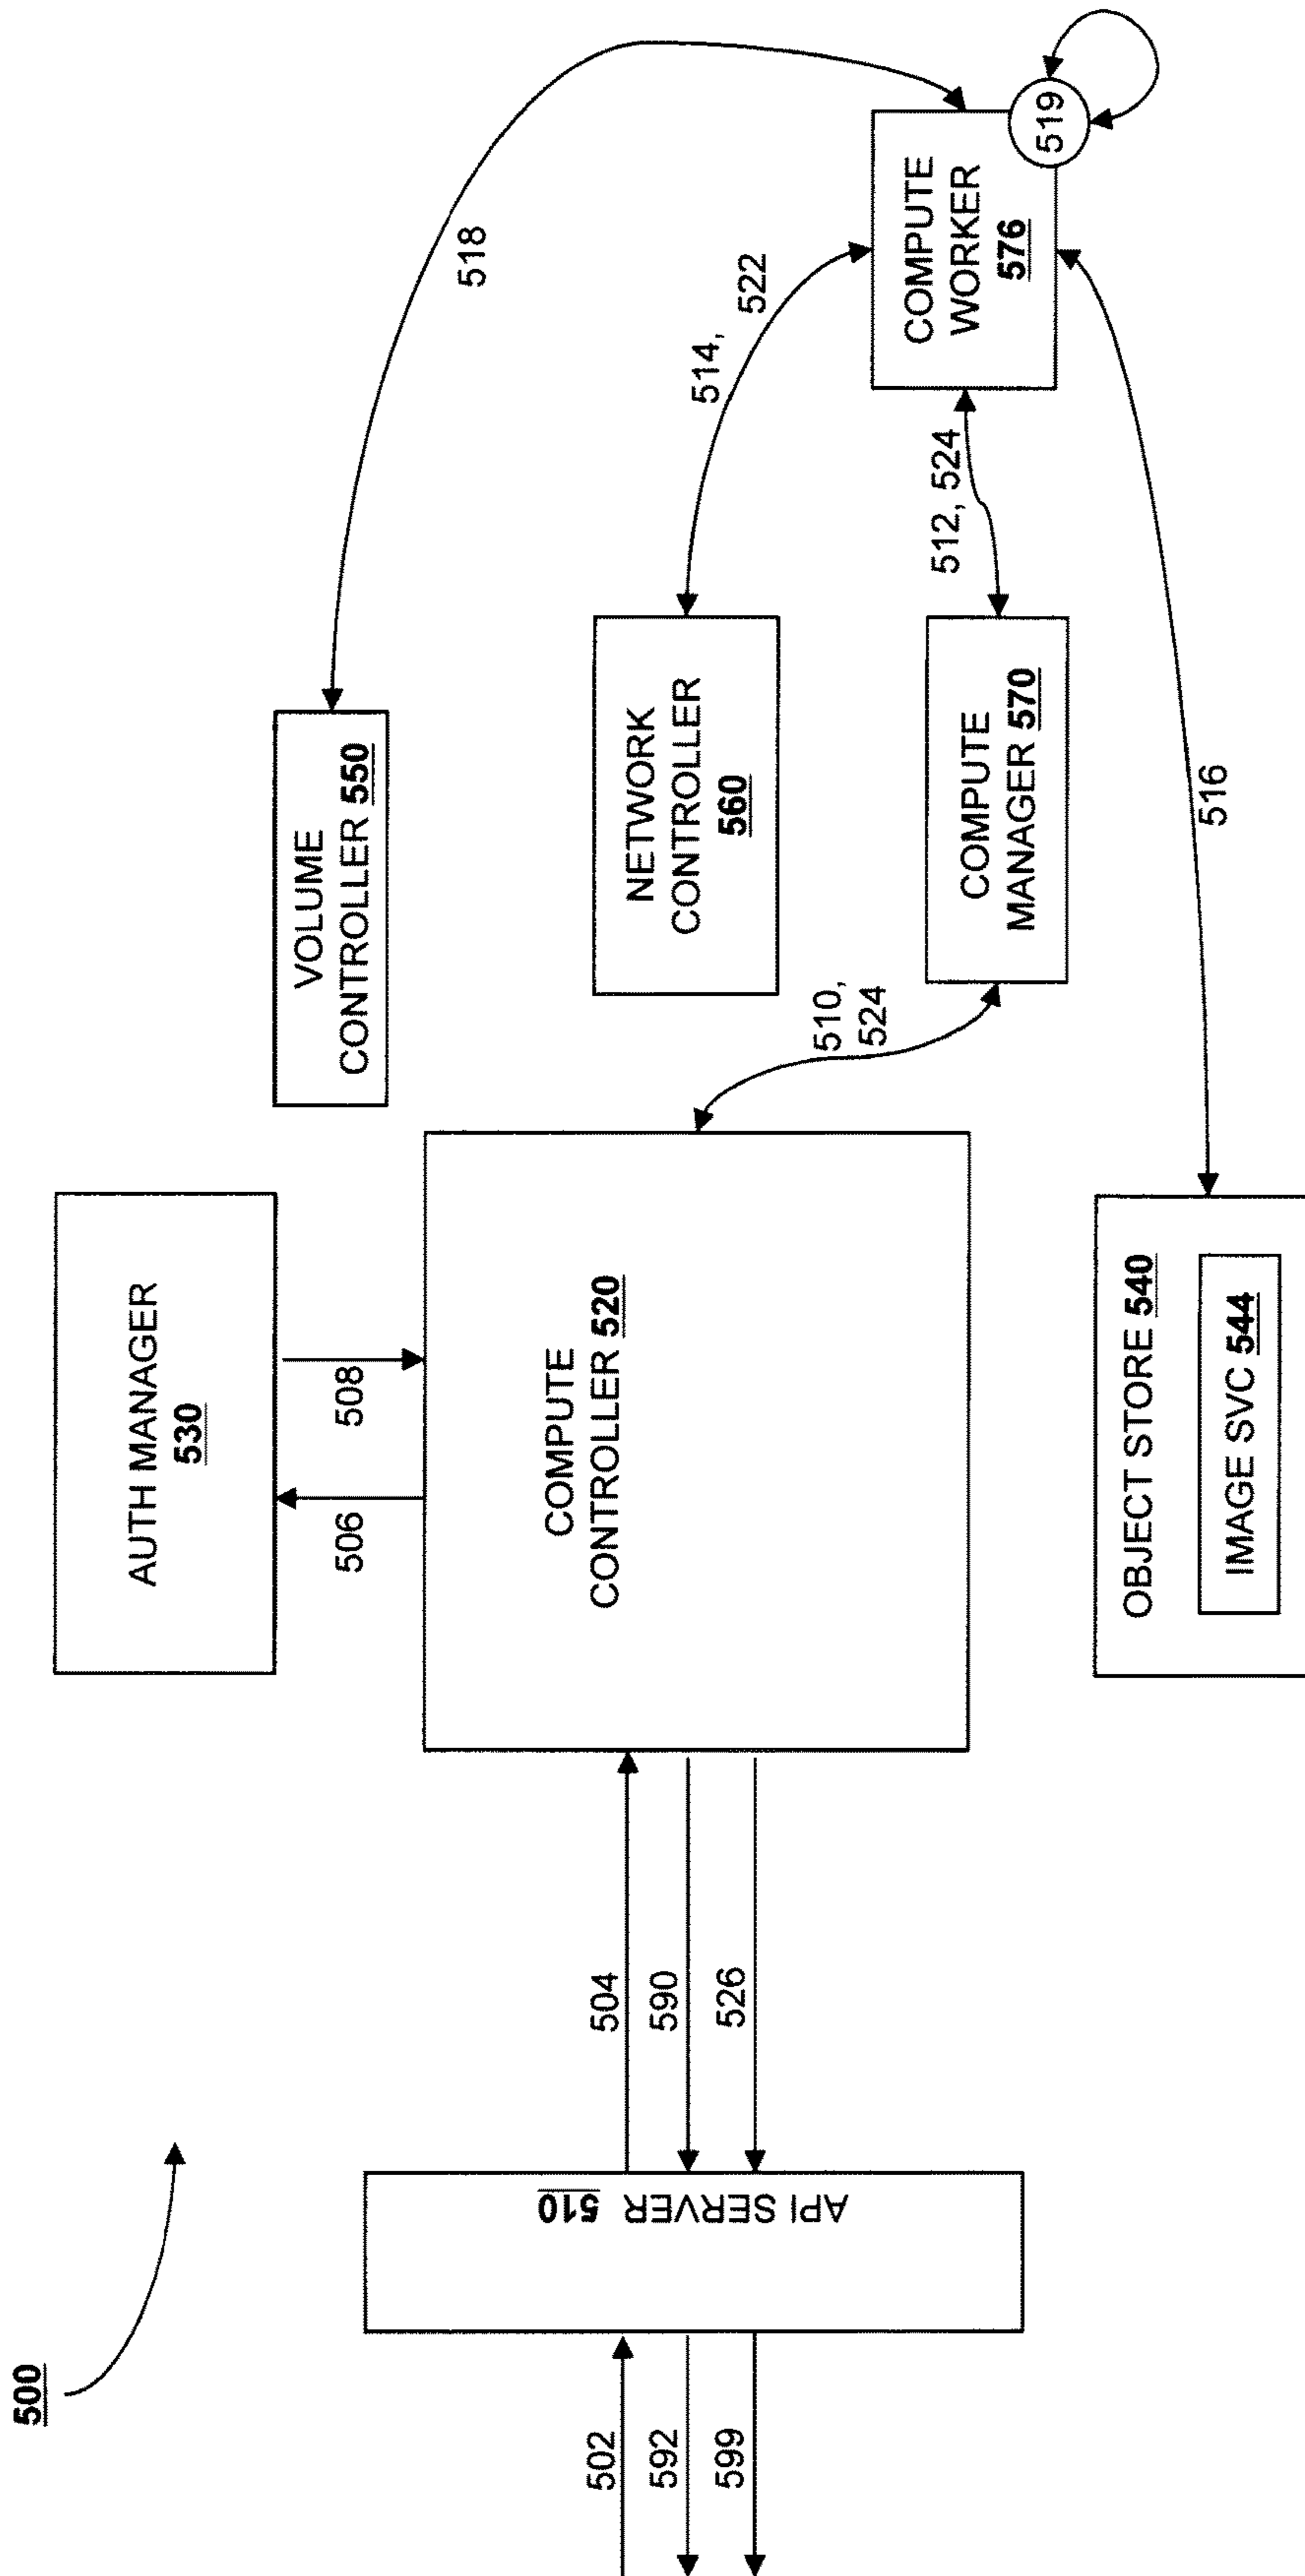 500
502
592
599
API SERVER 510
504
590
526
AUTH MANAGER
530
506
508
COMPUTE
CONTROLLER 520
OBJECT STORE 540
IMAGE SVC 544
VOLUME
CONTROLLER 550
NETWORK
CONTROLLER
560
COMPUTE
MANAGER 570
510,
524
512, 524
514,
522
518
516
COMPUTE
WORKER
576
519